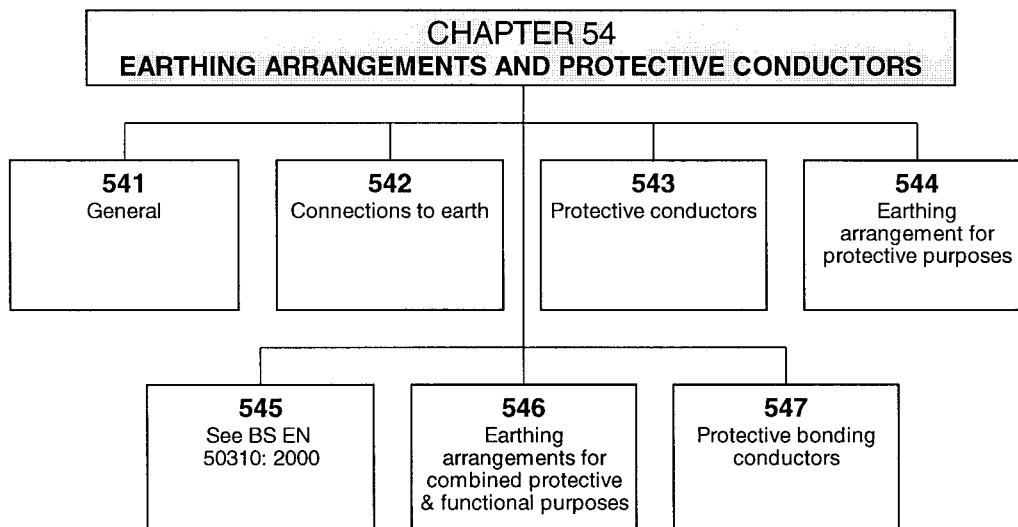 CHAPTER 54
EARTHING ARRANGEMENTS AND PROTECTIVE CONDUCTORS
541
General
542
Connections to earth
543
Protective conductors
544
Earthing
arrangement for
protective purposes
545
See BS EN
50310: 2000
546
Earthing
arrangements for
combined protective
& functional purposes
547
Protective bonding
conductors